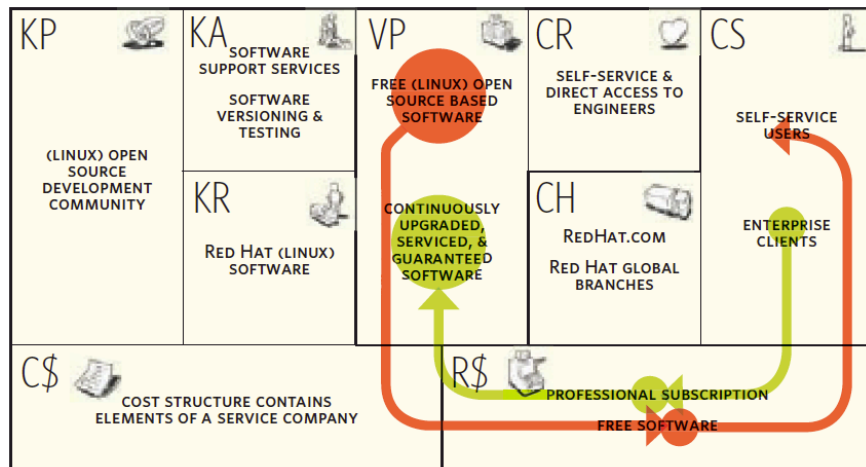 KP
(LINUX) OPEN
SOURCE
DEVELOPMENT
COMMUNITY
KA
SOFTWARE
SUPPORT SERVICES
SOFTWARE
VERSIONING &
TESTING
KR
RED HAT (LINUX)
SOFTWARE
VP
FREE (LINUX) OPEN
SOURCE BASED
SOFTWARE
CONTINUOUSLY
UPGRADED,
SERVICED, &
GUARANTEED
SOFTWARE
CR
SELF-SERVICE &
DIRECT ACCESS TO
ENGINEERS
CH
REDHAT.COM
RED HAT GLOBAL
BRANCHES
CS
SELF-SERVICE
USERS
ENTERPRISE
CLIENTS
C$
COST STRUCTURE CONTAINS
ELEMENTS OF A SERVICE COMPANY
R$
PROFESSIONAL SUBSCRIPTION
FREE SOFTWARE